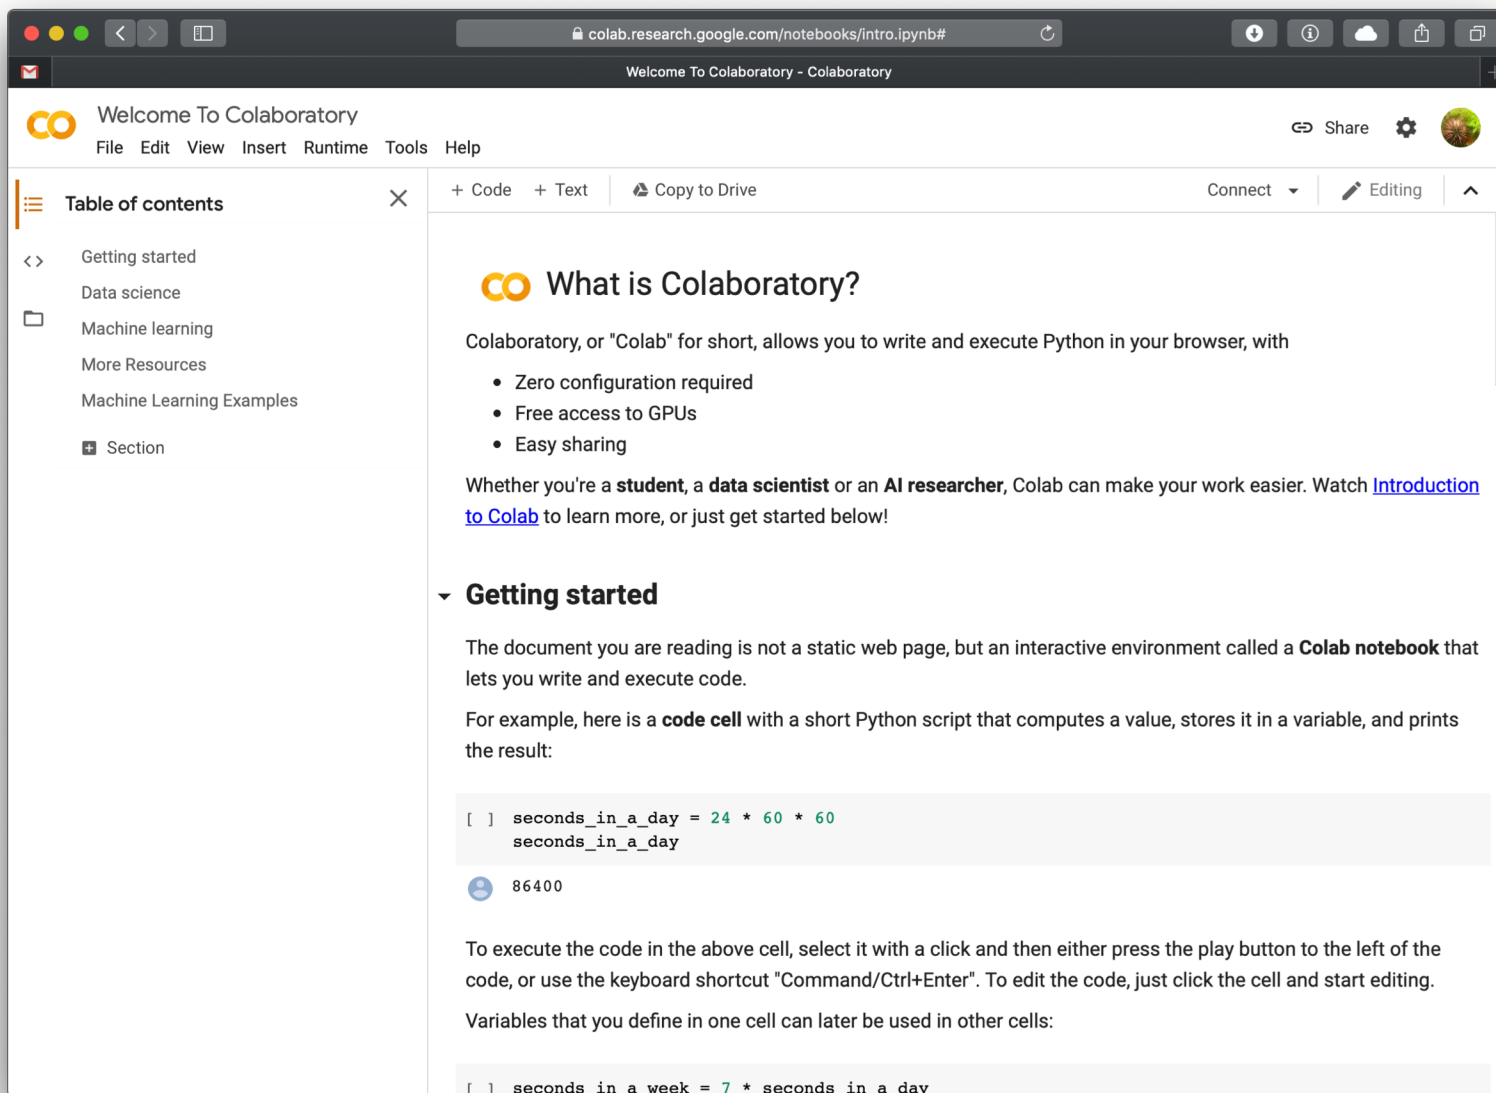 colab.research.google.com/notebooks/intro.ipynb#
Welcome To Colaboratory - Colaboratory
Welcome To Colaboratory
File Edit View Insert Runtime Tools Help
Share
Table of contents
Getting started
Data science
Machine learning
More Resources
Machine Learning Examples
Section
+ Code + Text Copy to Drive
Connect Editing
CO What is Colaboratory?
Colaboratory, or "Colab" for short, allows you to write and execute Python in your browser, with
• Zero configuration required
• Free access to GPUs
• Easy sharing
Whether you're a student, a data scientist or an AI researcher, Colab can make your work easier. Watch Introduction
to Colab to learn more, or just get started below!
Getting started
The document you are reading is not a static web page, but an interactive environment called a Colab notebook that
lets you write and execute code.
For example, here is a code cell with a short Python script that computes a value, stores it in a variable, and prints
the result:
[ ] seconds_in_a_day = 24 * 60 * 60
seconds_in_a_day
86400
To execute the code in the above cell, select it with a click and then either press the play button to the left of the
code, or use the keyboard shortcut "Command/Ctrl+Enter". To edit the code, just click the cell and start editing.
Variables that you define in one cell can later be used in other cells:
[ ] seconds_in_a_week = 7 * seconds_in_a_day